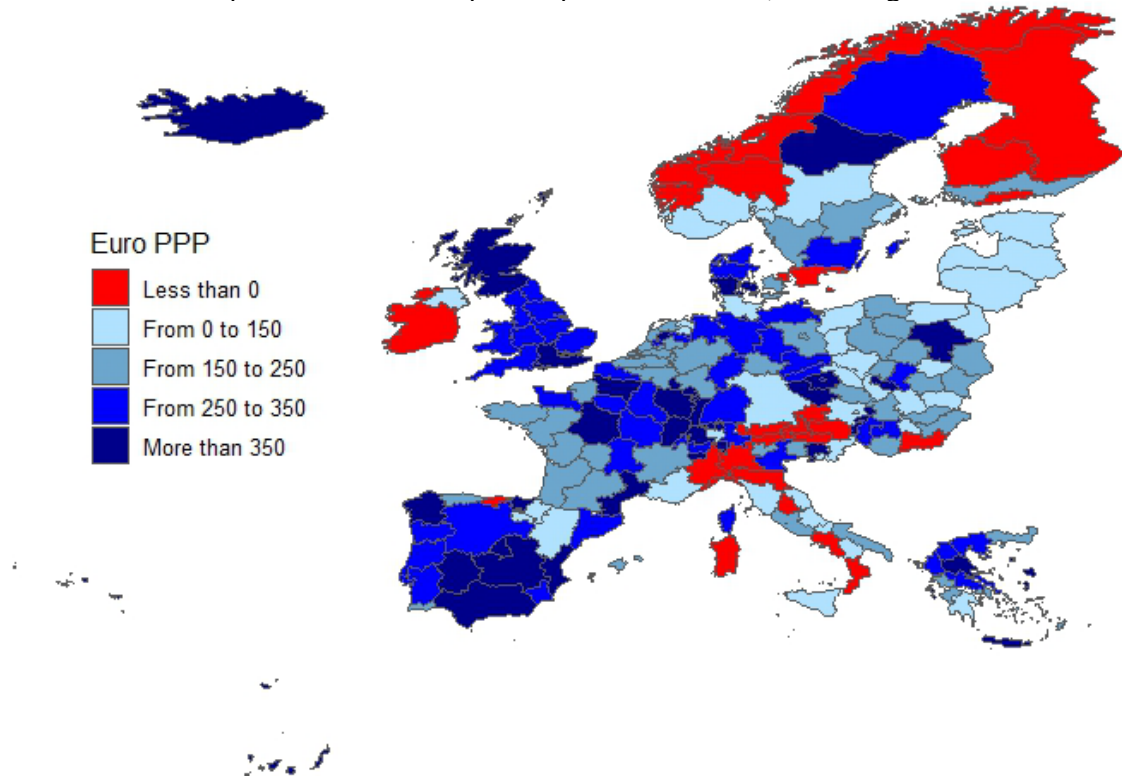 Euro PPP
Less than 0
From 0 to 150
From 150 to 250
From 250 to 350
More than 350